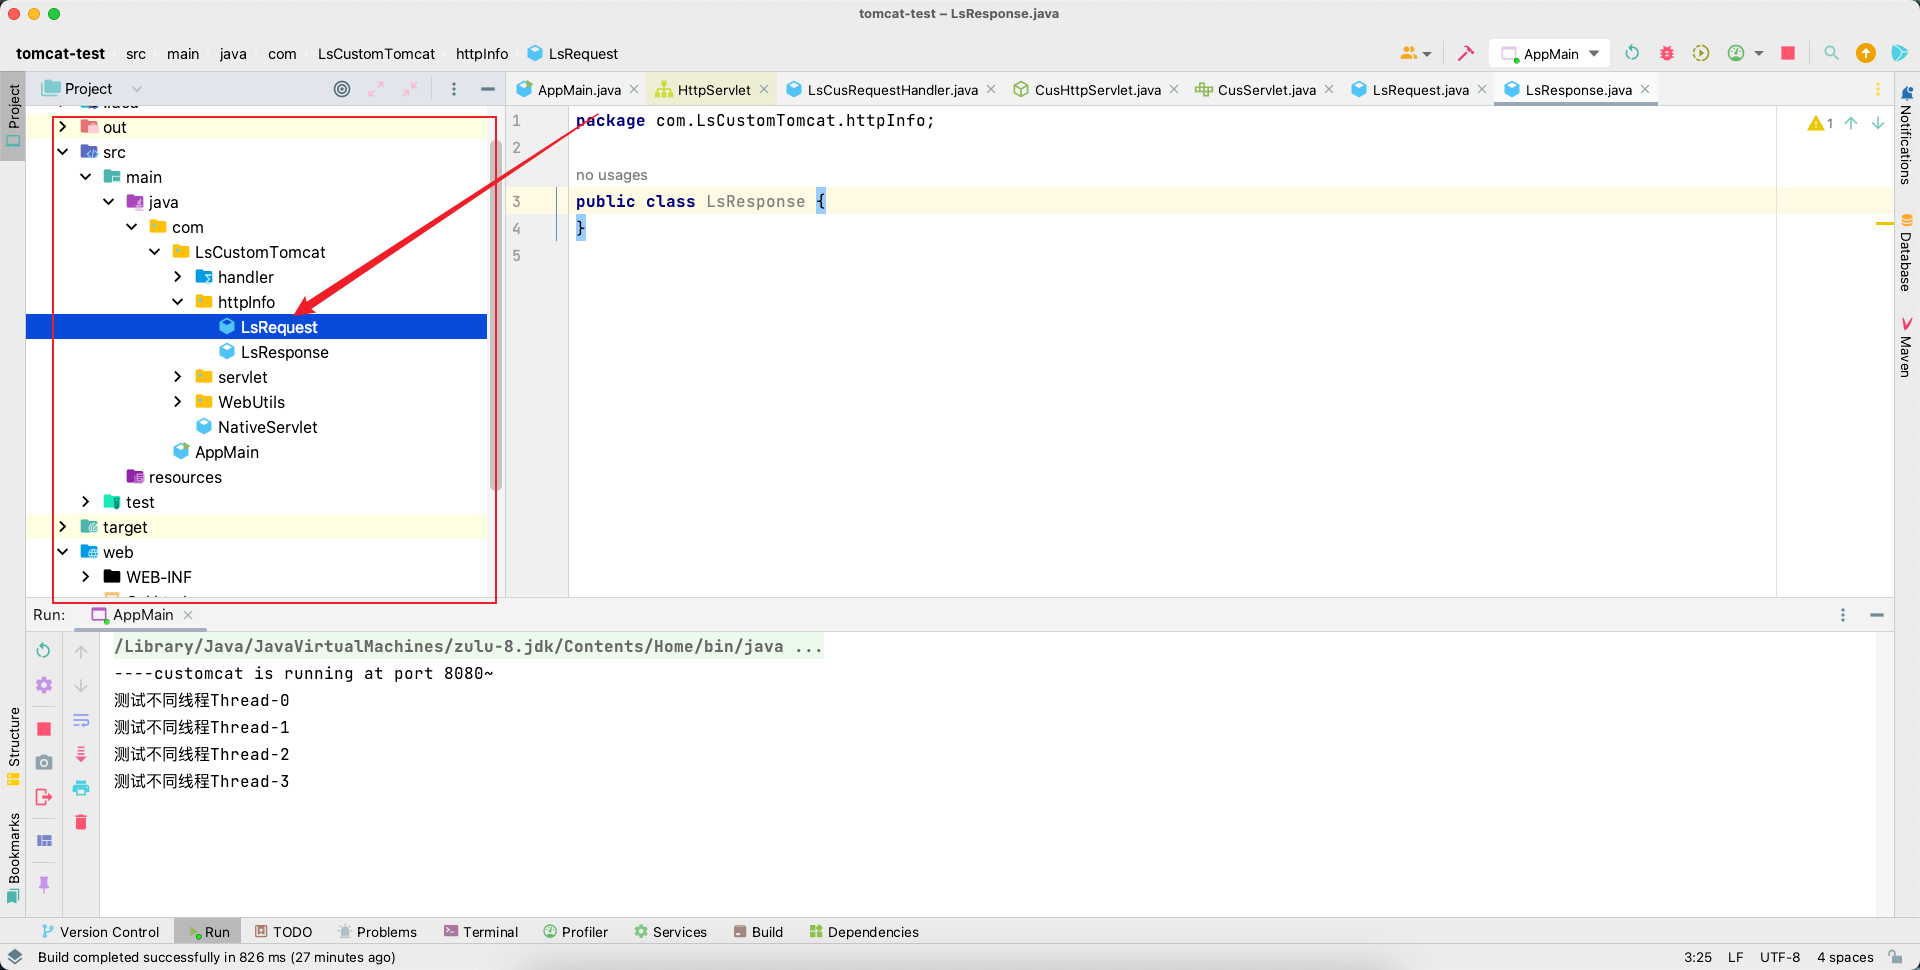 tomcat-test – LsResponse.java
tomcat-test src main java com LsCustomTomcat httpInfo LsRequest
AppMain
Project
AppMain.java HttpServlet LsCusRequestHandler.java CusHttpServlet.java CusServlet.java LsRequest.java LsResponse.java
Project
out
src
main
java
com
LsCustomTomcat
handler
httpInfo
LsRequest
LsResponse
servlet
WebUtils
NativeServlet
AppMain
resources
test
target
web
WEB-INF
1 package com.LsCustomTomcat.httpInfo;
2
no usages
3 public class LsResponse {
4 }
5
1
Notifications
Database
Maven
Run: AppMain
/Library/Java/JavaVirtualMachines/zulu-8.jdk/Contents/Home/bin/java ...
----customcat is running at port 8080~
测试不同线程Thread-0
测试不同线程Thread-1
测试不同线程Thread-2
测试不同线程Thread-3
Structure
Bookmarks
Version Control Run TODO Problems Terminal Profiler Services Build Dependencies
Build completed successfully in 826 ms (27 minutes ago)
3:25 LF UTF-8 4 spaces